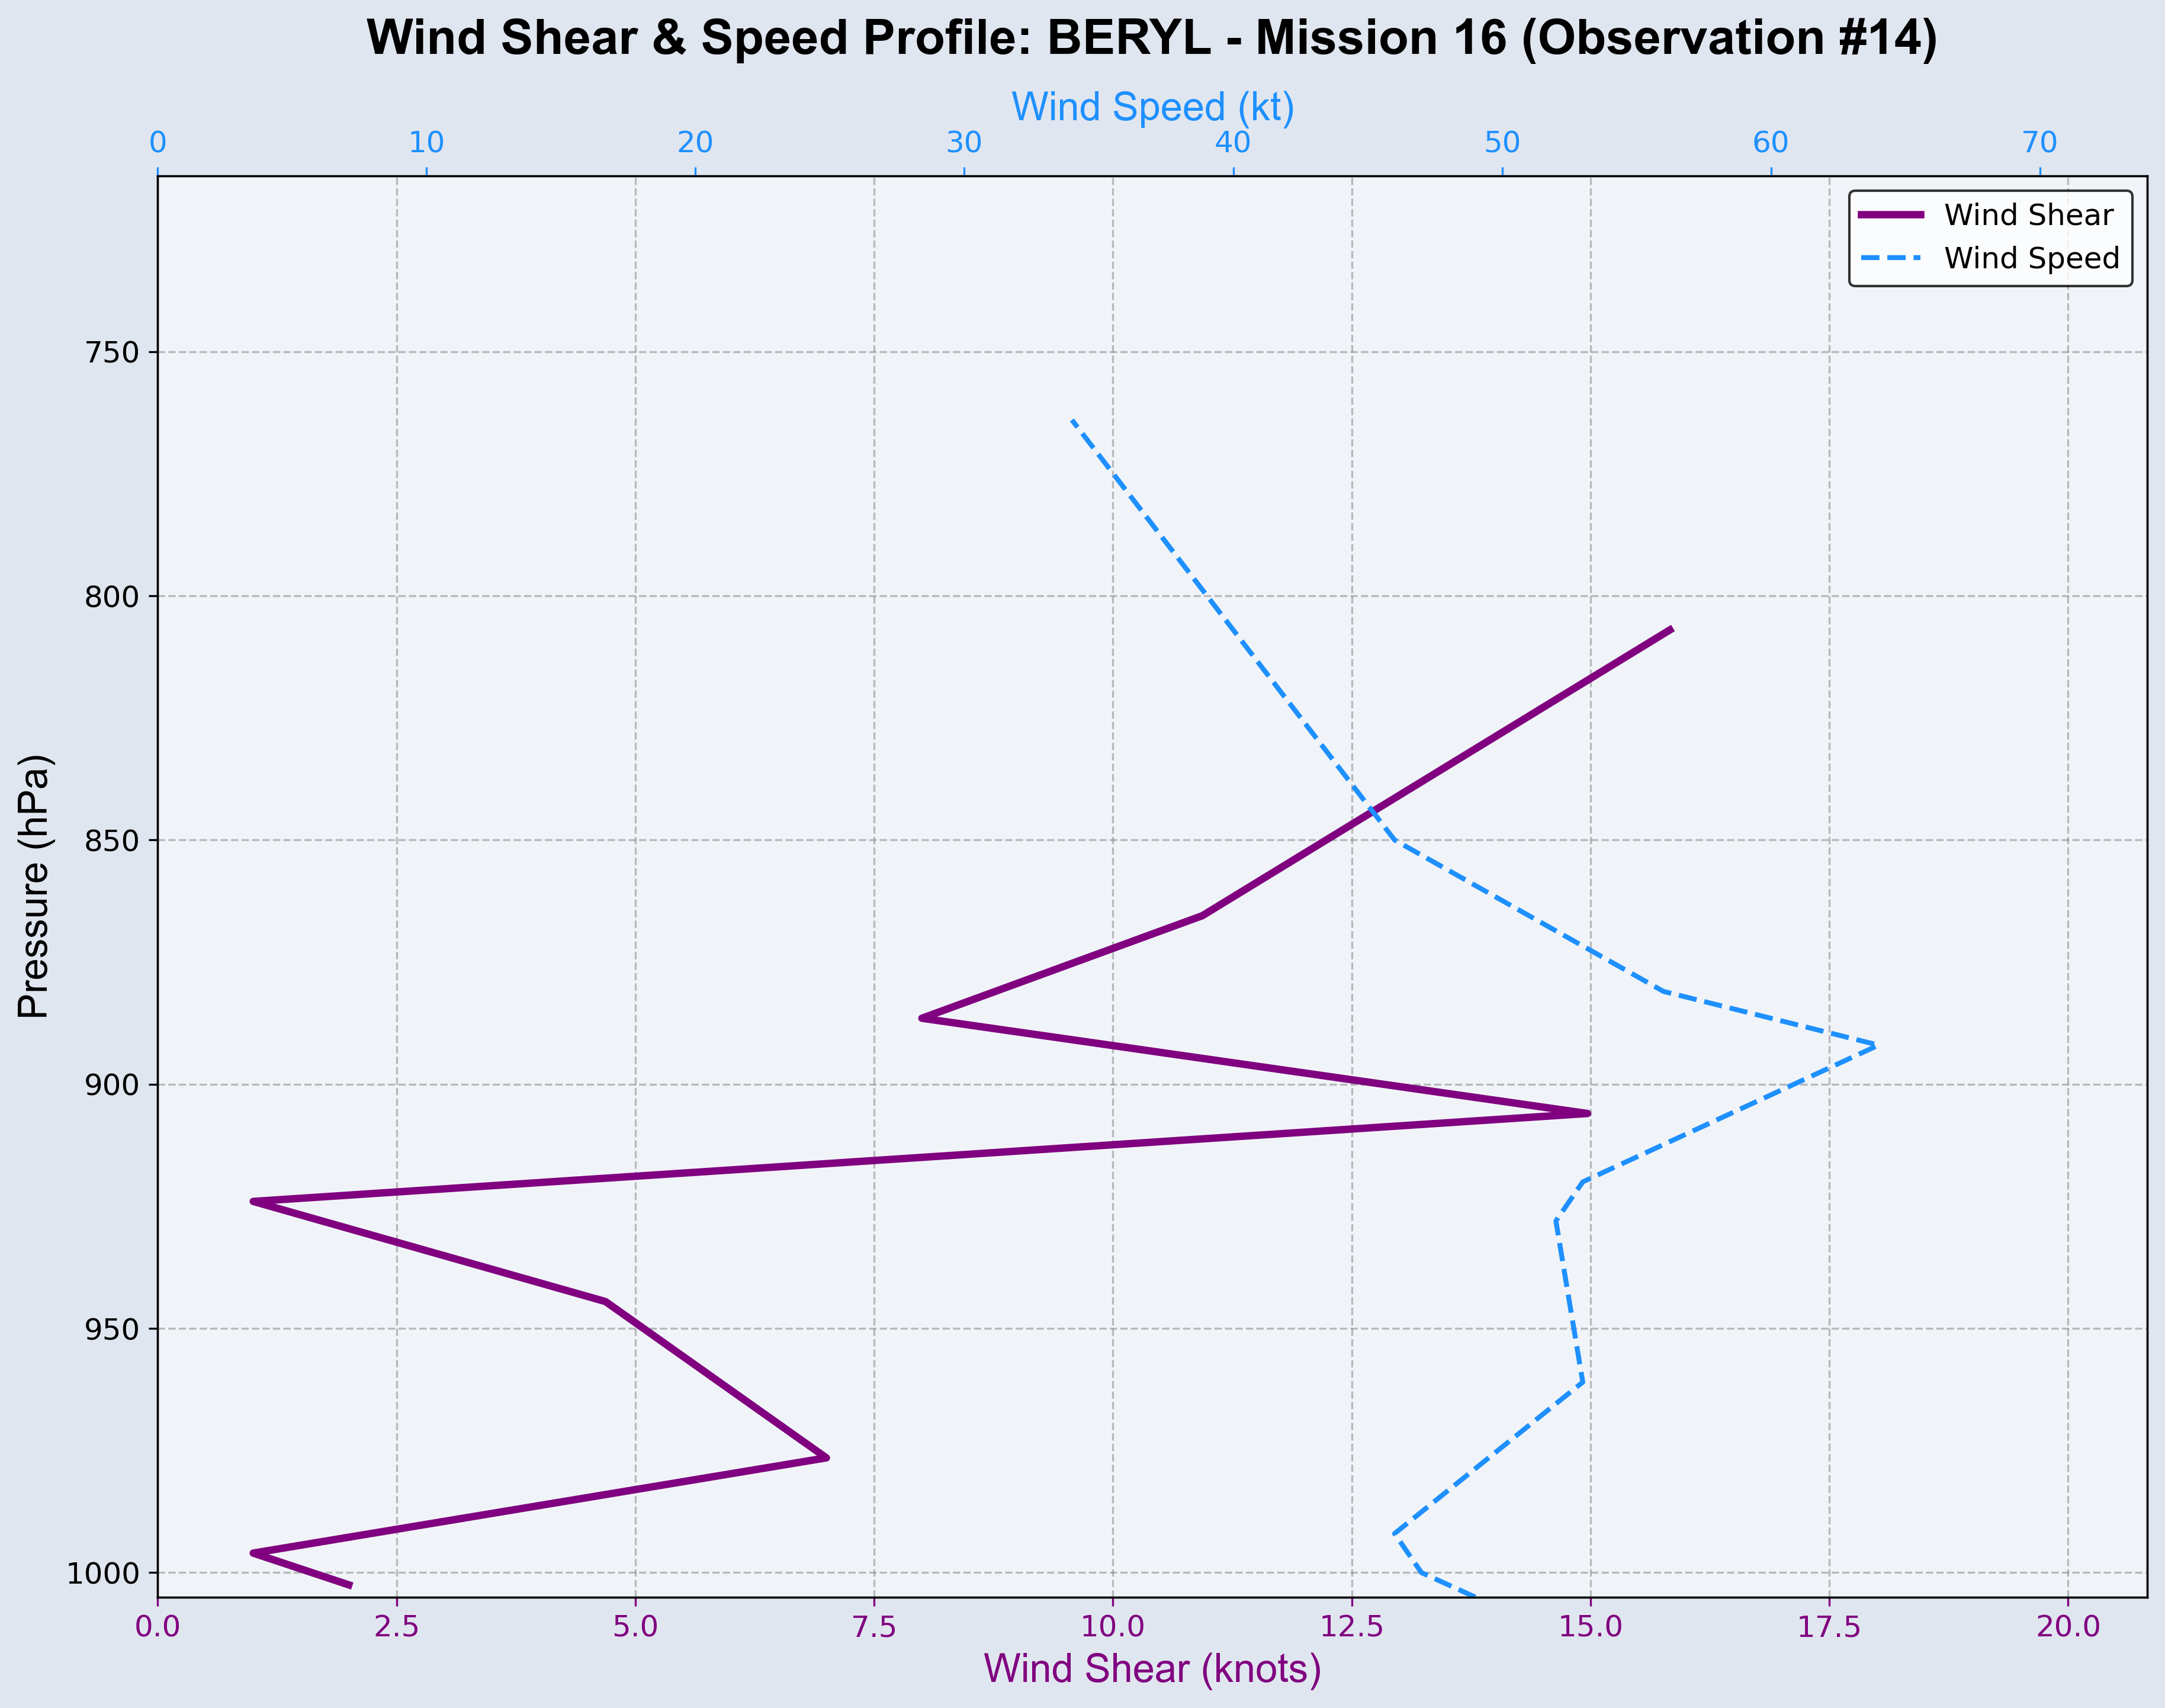 Wind Shear & Speed Profile: BERYL - Mission 16 (Observation #14)
Wind Speed (kt)
0 10 20 30 40 50 60 70
Wind Shear
Wind Speed
Pressure (hPa)
750
800
850
900
950
1000
0.0 2.5 5.0 7.5 10.0 12.5 15.0 17.5 20.0
Wind Shear (knots)